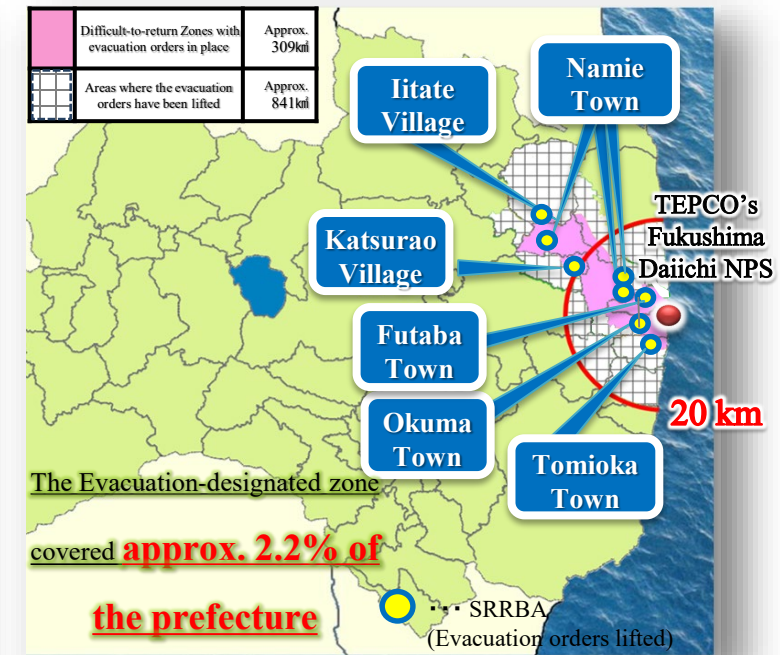 Difficult-to-return Zones with
evacuation orders in place
Approx.
309㎢
Areas where the evacuation
orders have been lifted
Approx.
841㎢
Iitate
Village
Namie
Town
TEPCO’s
Fukushima
Daiichi NPS
Katsurao
Village
Futaba
Town
20 km
Okuma
Town
Tomioka
Town
The Evacuation-designated zone
covered approx. 2.2% of
the prefecture
･･･ SRRBA
(Evacuation orders lifted)